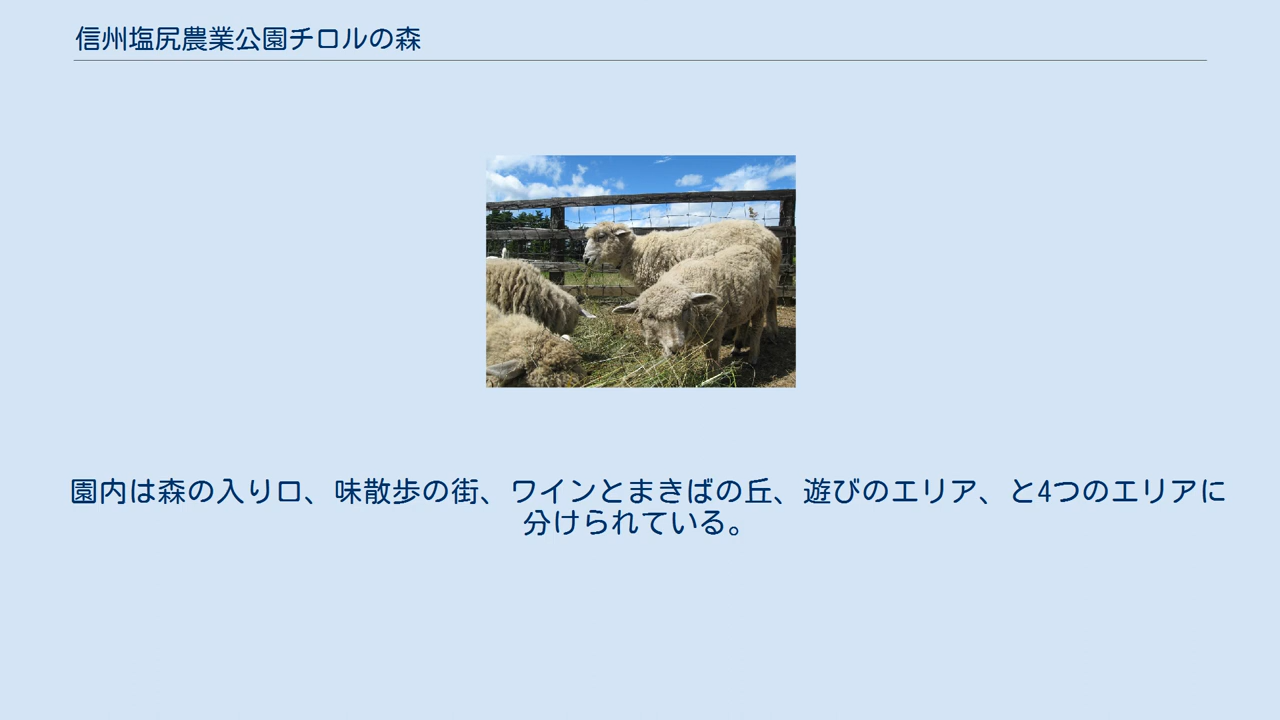 信州塩尻農業公園チロルの森
園内は森の入り口、味散歩の街、ワインとまきばの丘、遊びのエリア、と4つのエリアに
分けられている。